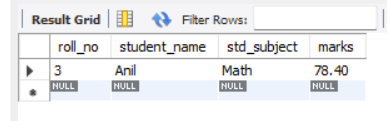 Result Grid Filter Rows:
roll_no student_name std_subject marks
3 Anil Math 78.40
NULL NULL NULL NULL